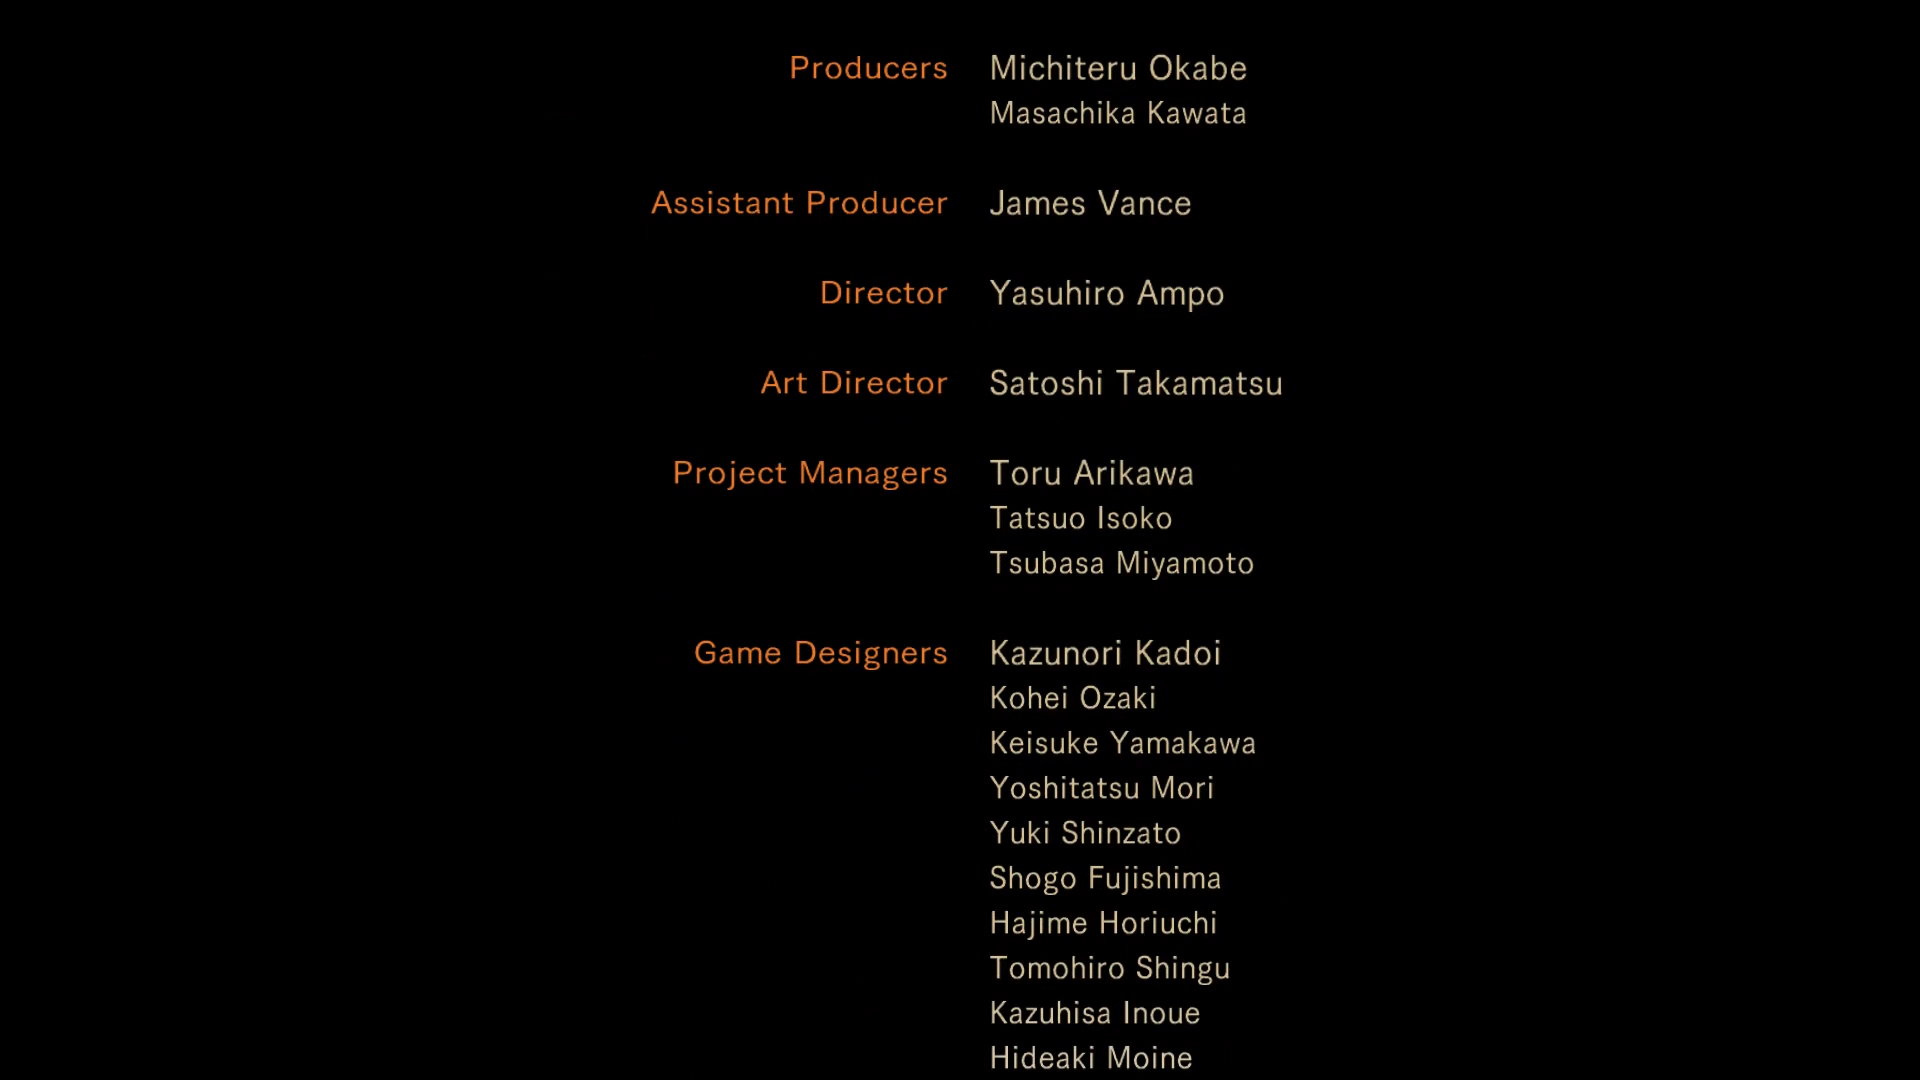 Producers Michiteru Okabe
Masachika Kawata
Assistant Producer James Vance
Director Yasuhiro Ampo
Art Director Satoshi Takamatsu
Project Managers Toru Arikawa
Tatsuo Isoko
Tsubasa Miyamoto
Game Designers Kazunori Kadoi
Kohei Ozaki
Keisuke Yamakawa
Yoshitatsu Mori
Yuki Shinzato
Shogo Fujishima
Hajime Horiuchi
Tomohiro Shingu
Kazuhisa Inoue
Hideaki Moine